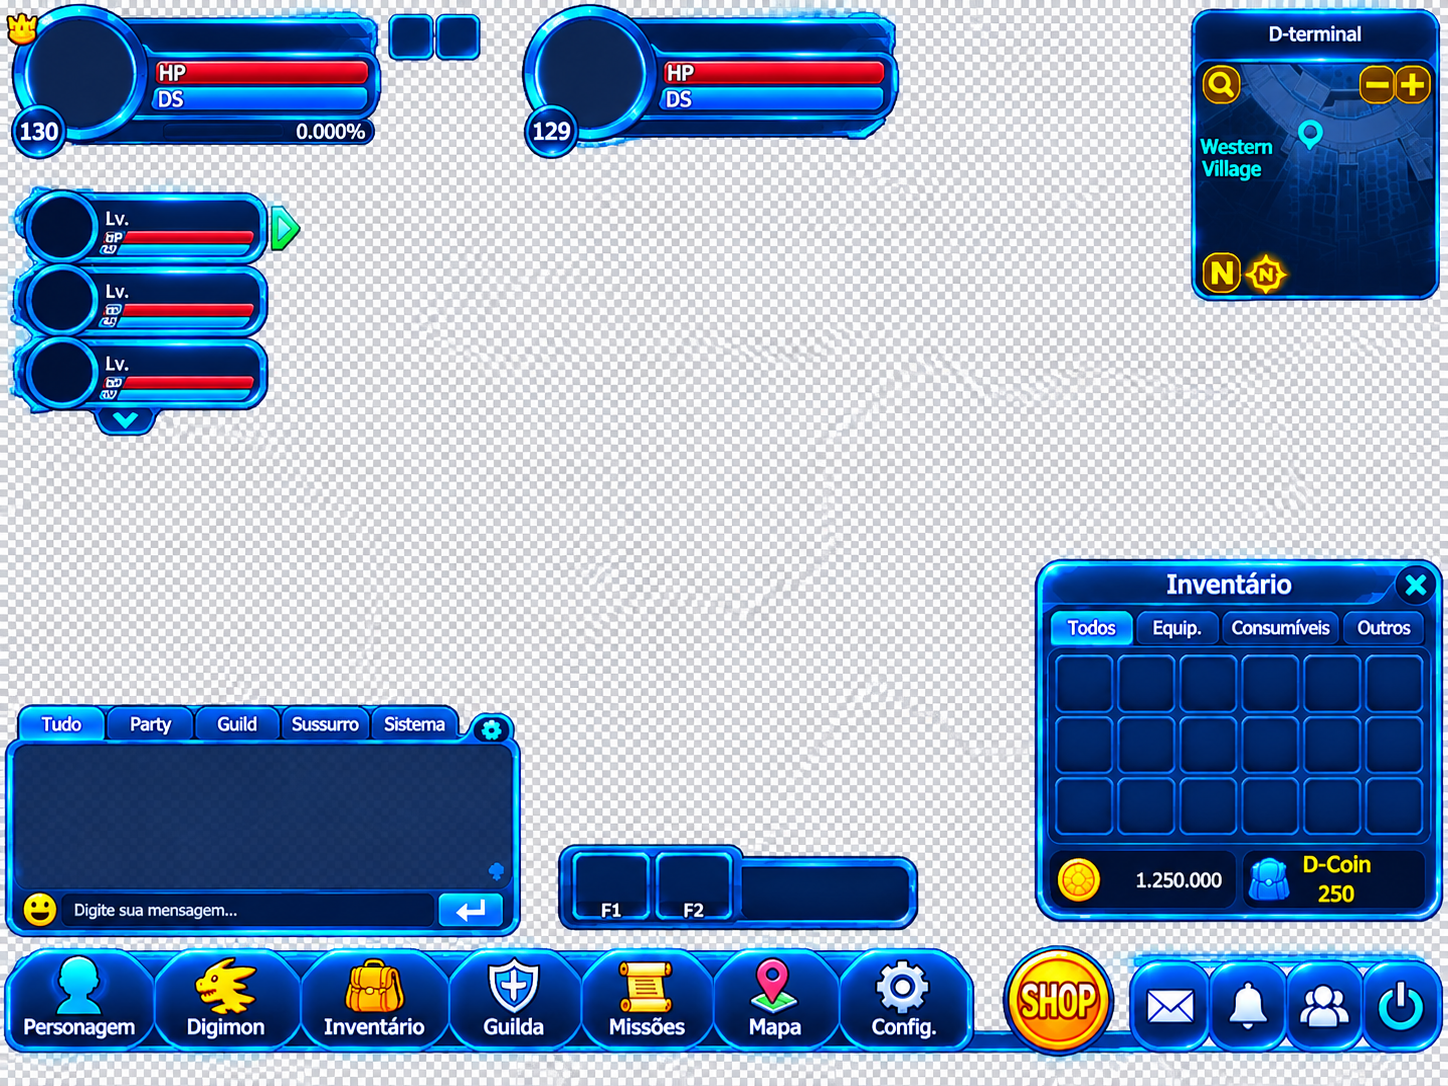 HP
DS
130
0.000%
HP
DS
129
D-terminal
Western
Village
N
N
Lv.
Lv.
Lv.
Inventário
Todos Equip. Consumíveis Outros
1.250.000
D-Coin
250
Tudo Party Guild Sussurro Sistema
Digite sua mensagem...
F1 F2
Personagem Digimon Inventário Guilda Missões Mapa Config.
SHOP